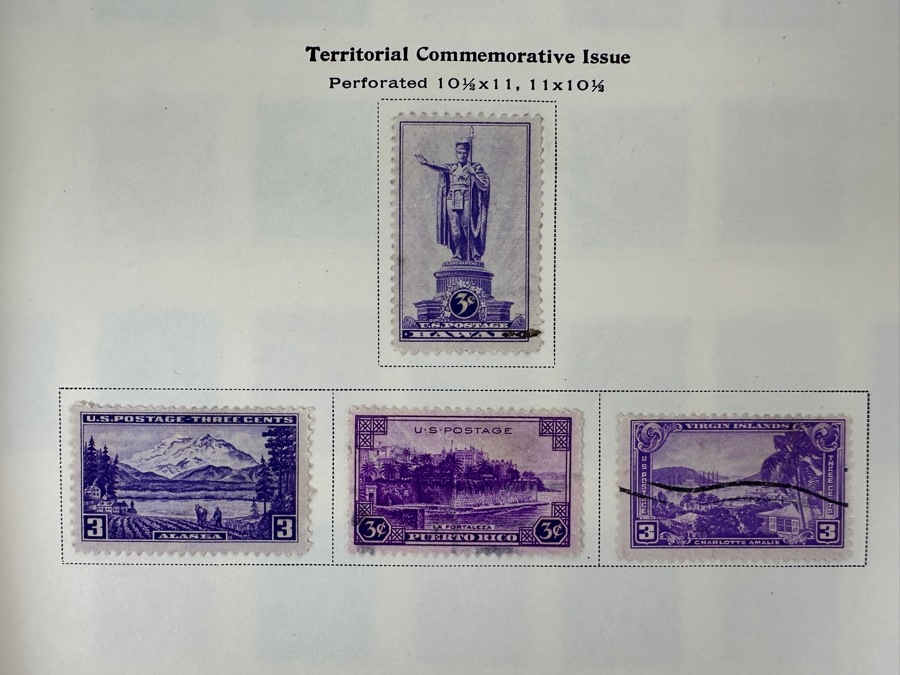 Territorial Commemorative Issue
Perforated 10½x11, 11x10½
3¢
U.S. POSTAGE
HAWAII
U.S. POSTAGE-THREE CENTS
3 3
ALASKA
U·S·POSTAGE
LA FORTALEZA
3¢ 3¢
PUERTO RICO
VIRGIN ISLANDS
U S POSTAGE
THREE CENTS
3 3
CHARLOTTE AMALIE